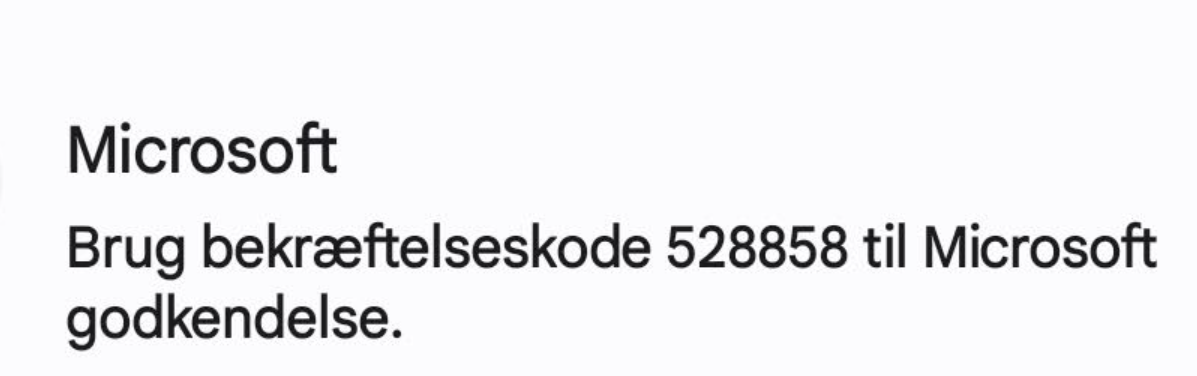 Microsoft
Brug bekræftelseskode 528858 til Microsoft
godkendelse.